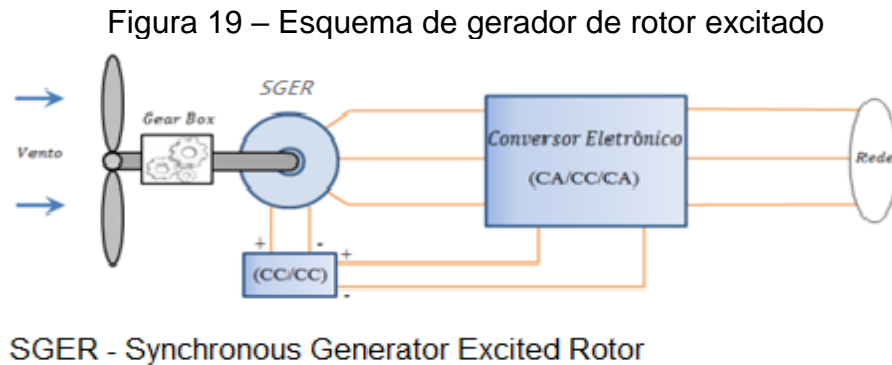 Figura 19 – Esquema de gerador de rotor excitado
SGER
Gear Box
Vento
Conversor Eletrônico
(CA/CC/CA)
Rede
+ -
(CC/CC)
+
-
SGER - Synchronous Generator Excited Rotor